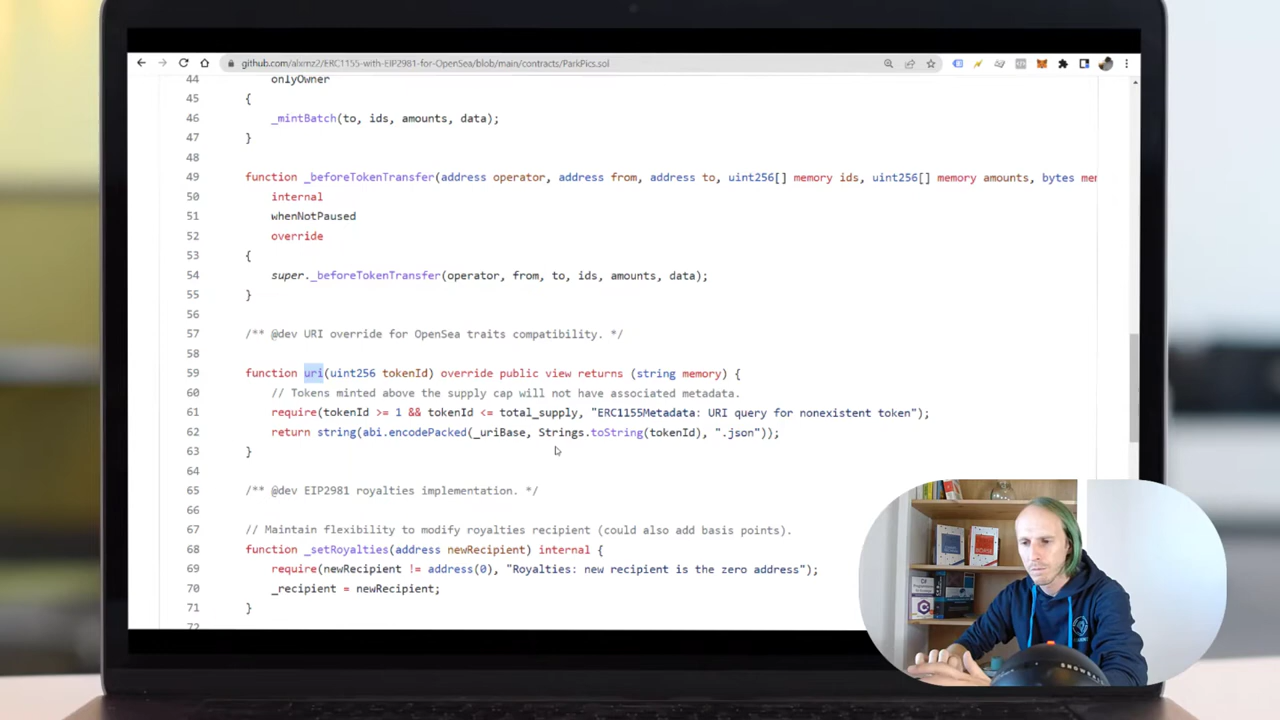 github.com/alxrnz2/ERC1155-with-EIP2981-for-OpenSea/blob/main/contracts/ParkPics.sol
44 onlyOwner
45 {
46 _mintBatch(to, ids, amounts, data);
47 }
48
49 function _beforeTokenTransfer(address operator, address from, address to, uint256[] memory ids, uint256[] memory amounts, bytes mem
50 internal
51 whenNotPaused
52 override
53 {
54 super._beforeTokenTransfer(operator, from, to, ids, amounts, data);
55 }
56
57 /** @dev URI override for OpenSea traits compatibility. */
58
59 function uri(uint256 tokenId) override public view returns (string memory) {
60 // Tokens minted above the supply cap will not have associated metadata.
61 require(tokenId >= 1 && tokenId <= total_supply, "ERC1155Metadata: URI query for nonexistent token");
62 return string(abi.encodePacked(_uriBase, Strings.toString(tokenId), ".json"));
63 }
64
65 /** @dev EIP2981 royalties implementation. */
66
67 // Maintain flexibility to modify royalties recipient (could also add basis points).
68 function _setRoyalties(address newRecipient) internal {
69 require(newRecipient != address(0), "Royalties: new recipient is the zero address");
70 _recipient = newRecipient;
71 }